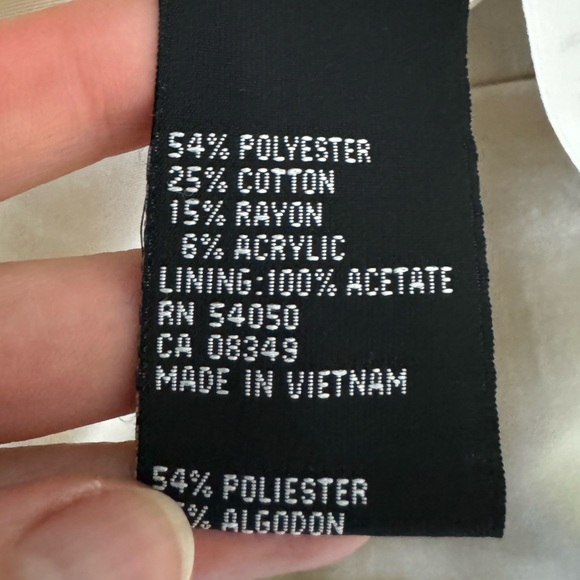 54% POLYESTER
25% COTTON
15% RAYON
6% ACRYLIC
LINING:100% ACETATE
RN 54050
CA 08349
MADE IN VIETNAM
54% POLIESTER
% ALGODON